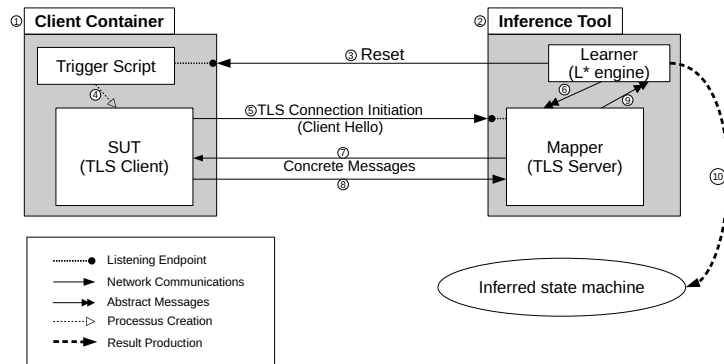 ① Client Container
② Inference Tool
Trigger Script
③ Reset
Learner
(L* engine)
④
⑥
⑨
⑤TLS Connection Initiation
(Client Hello)
SUT
(TLS Client)
⑦
Concrete Messages
⑧
Mapper
(TLS Server)
⑩
Listening Endpoint
Network Communications
Abstract Messages
Processus Creation
Result Production
Inferred state machine